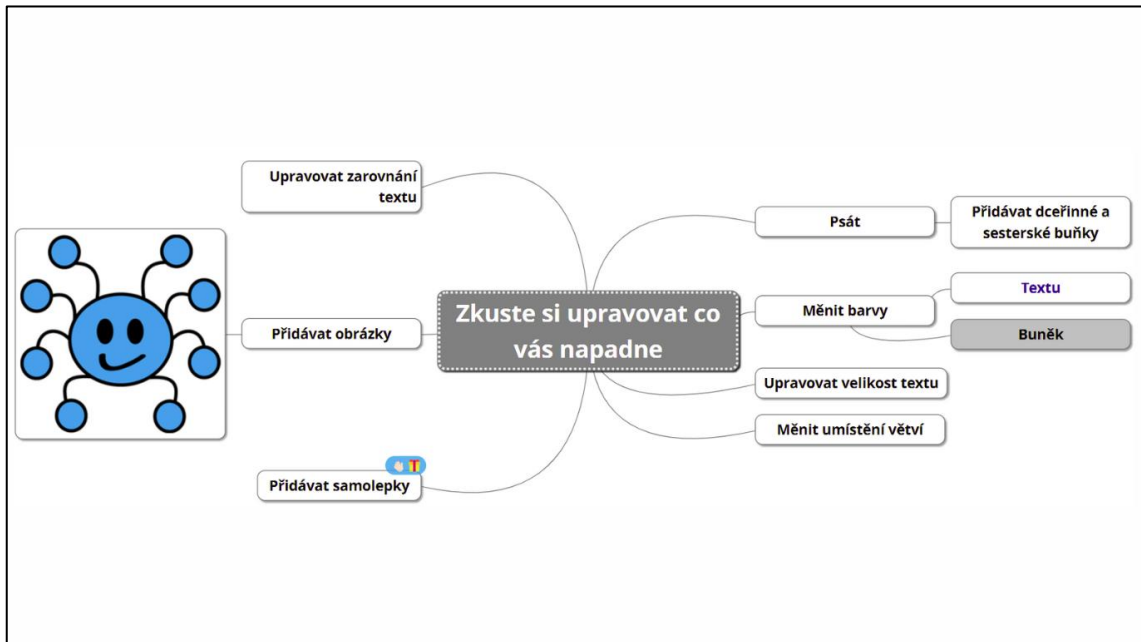 Upravovat zarovnání
textu
Přidávat obrázky
Přidávat samolepky
Zkuste si upravovat co
vás napadne
Psát
Přidávat dceřinné a
sesterské buňky
Měnit barvy
Textu
Buněk
Upravovat velikost textu
Měnit umístění větví